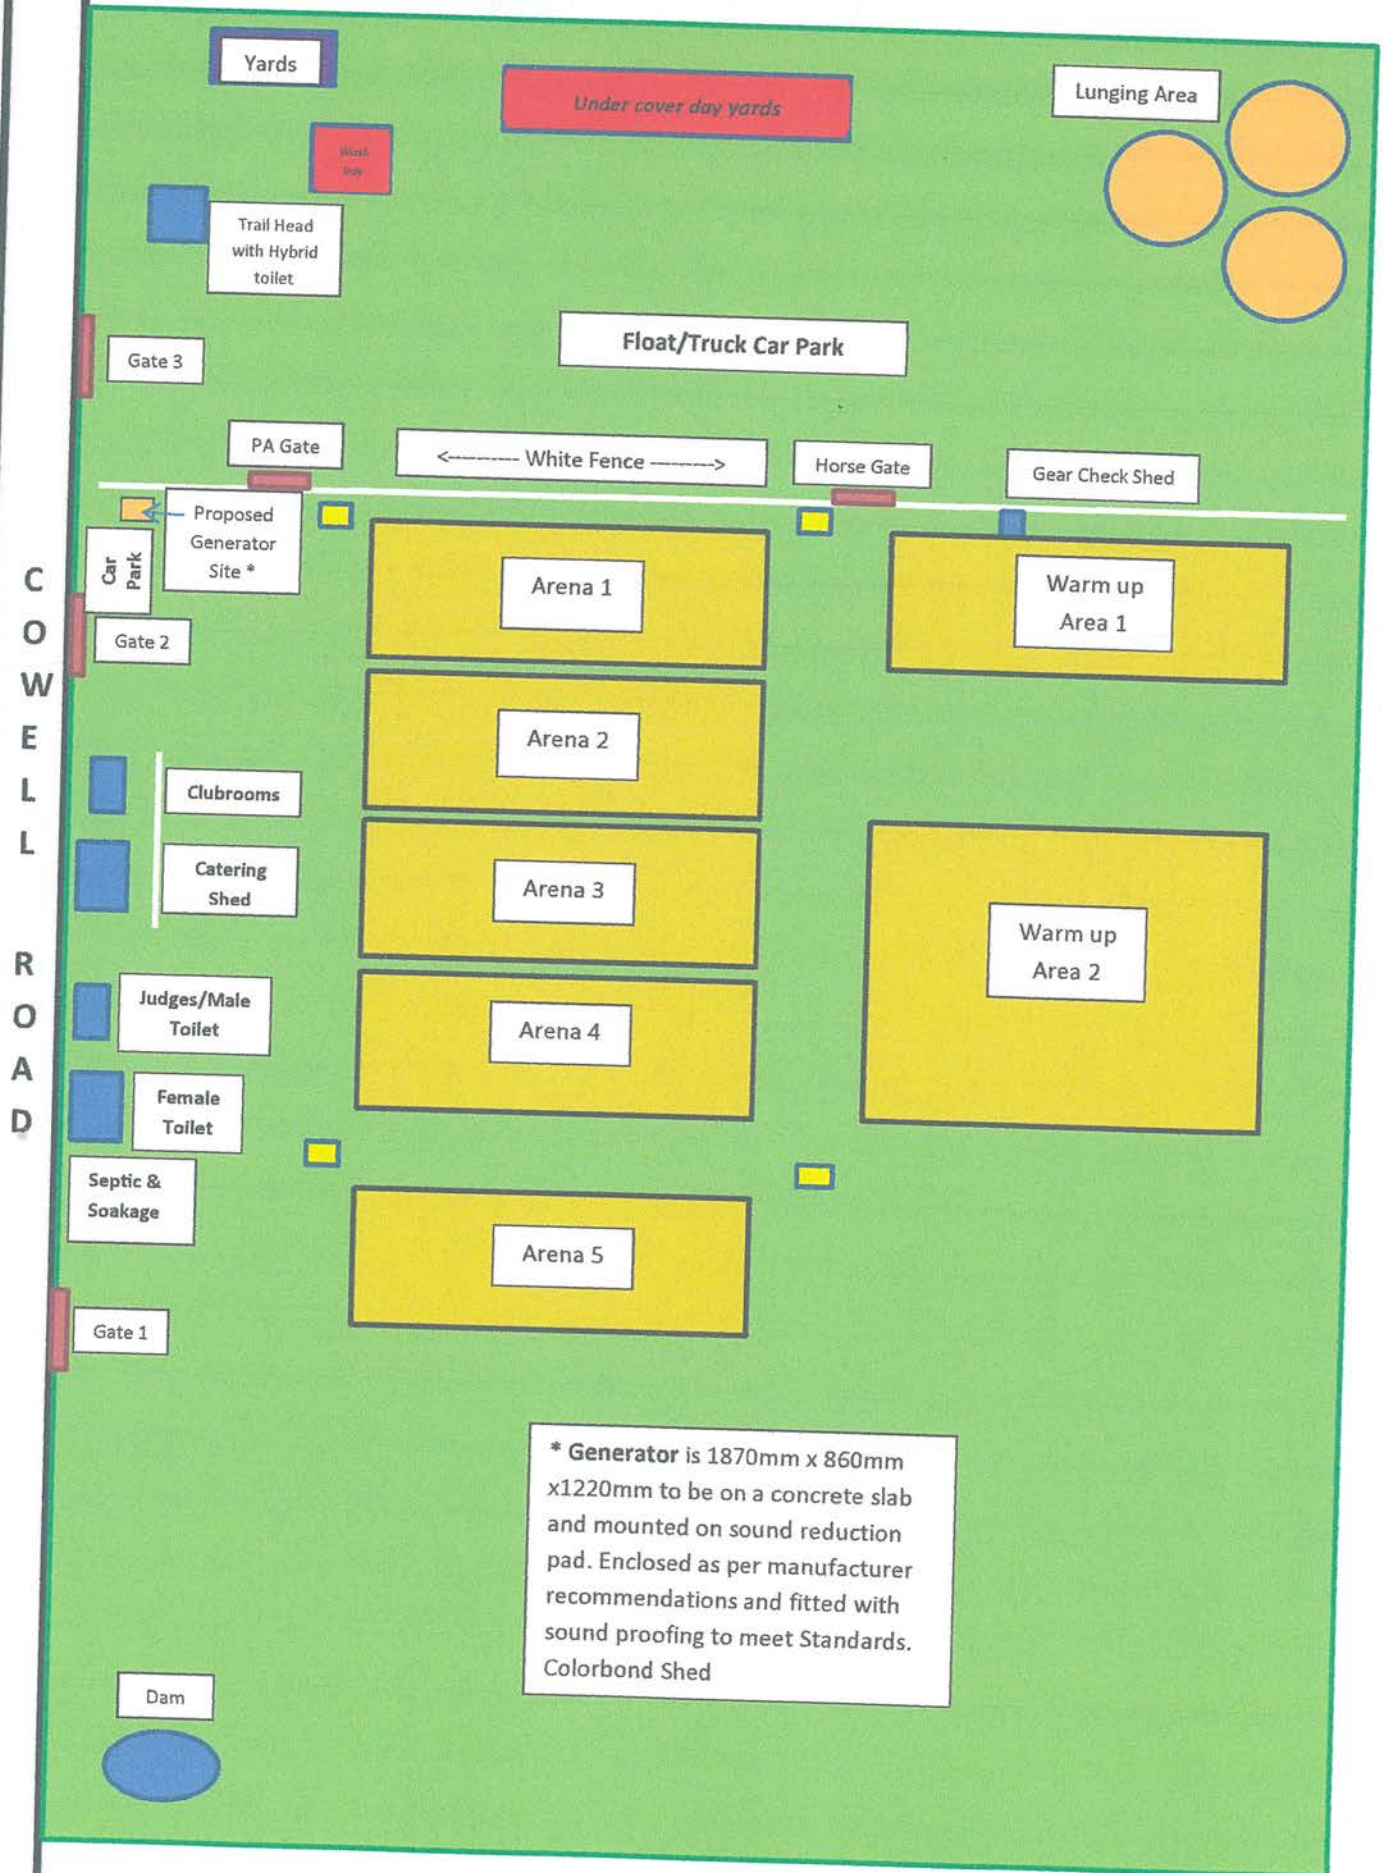 Yards
Under cover day yards
Lunging Area
Wash
bay
Trail Head
with Hybrid
toilet
Gate 3
Float/Truck Car Park
PA Gate
<---------- White Fence ---------->
Horse Gate
Gear Check Shed
Proposed
Generator
Site *
Car
Park
Gate 2
Arena 1
Warm up
Area 1
Arena 2
Clubrooms
Catering
Shed
Arena 3
Warm up
Area 2
Judges/Male
Toilet
Arena 4
Female
Toilet
Septic &
Soakage
Arena 5
Gate 1
COWELL ROAD
* Generator is 1870mm x 860mm
x1220mm to be on a concrete slab
and mounted on sound reduction
pad. Enclosed as per manufacturer
recommendations and fitted with
sound proofing to meet Standards.
Colorbond Shed
Dam